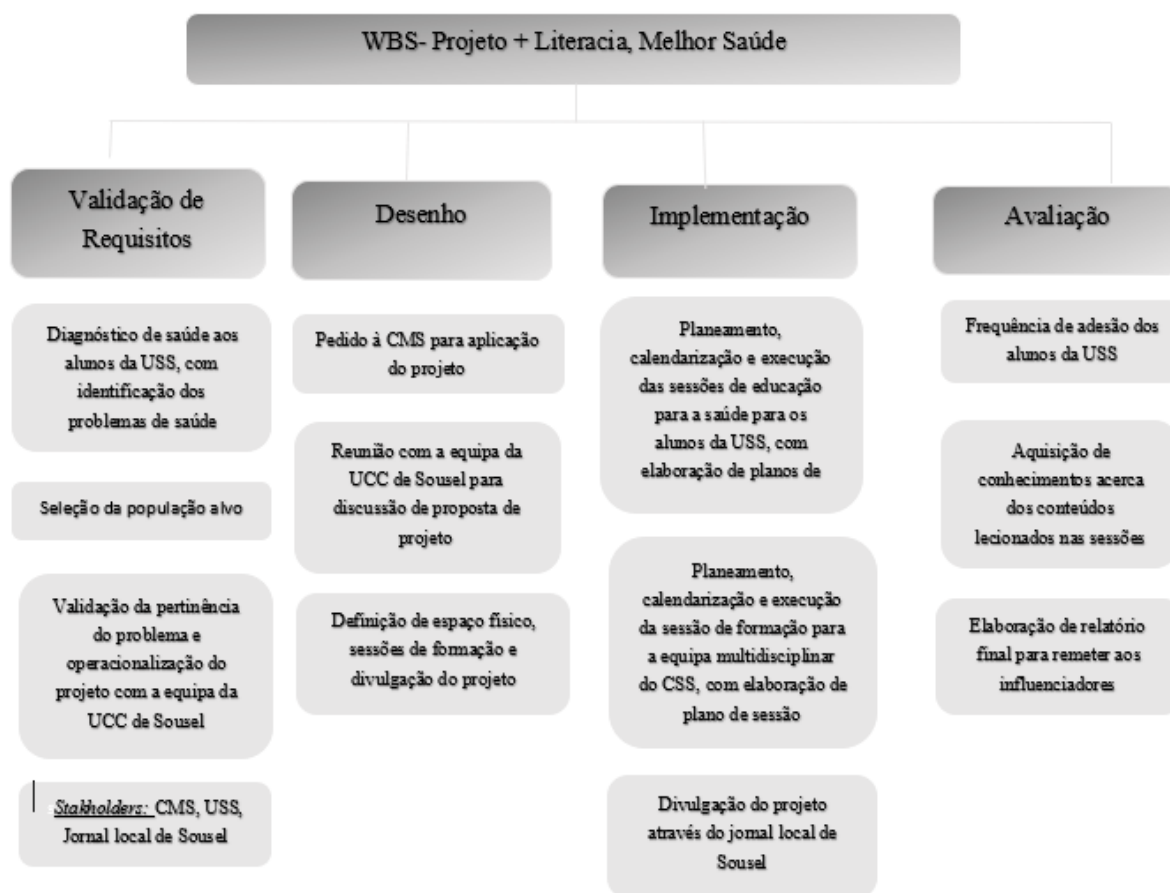 WBS- Projeto + Literacia, Melhor Saúde
Validação de
Requisitos
Diagnóstico de saúde aos
alunos da USS, com
identificação dos
problemas de saúde
Seleção da população alvo
Validação da pertinência
do problema e
operacionalização do
projeto com a equipa da
UCC de Sousel
Stakholders: CMS, USS,
Jornal local de Sousel
Desenho
Pedido à CMS para aplicação
do projeto
Reunião com a equipa da
UCC de Sousel para
discussão de proposta de
projeto
Definição de espaço físico,
sessões de formação e
divulgação do projeto
Implementação
Planeamento,
calendarização e execução
das sessões de educação
para a saúde para os
alunos da USS, com
elaboração de planos de
Planeamento,
calendarização e execução
da sessão de formação para
a equipa multidisciplinar
do CSS, com elaboração de
plano de sessão
Divulgação do projeto
através do jornal local de
Sousel
Avaliação
Frequência de adesão dos
alunos da USS
Aquisição de
conhecimentos acerca
dos conteúdos
lecionados nas sessões
Elaboração de relatório
final para remeter aos
influenciadores